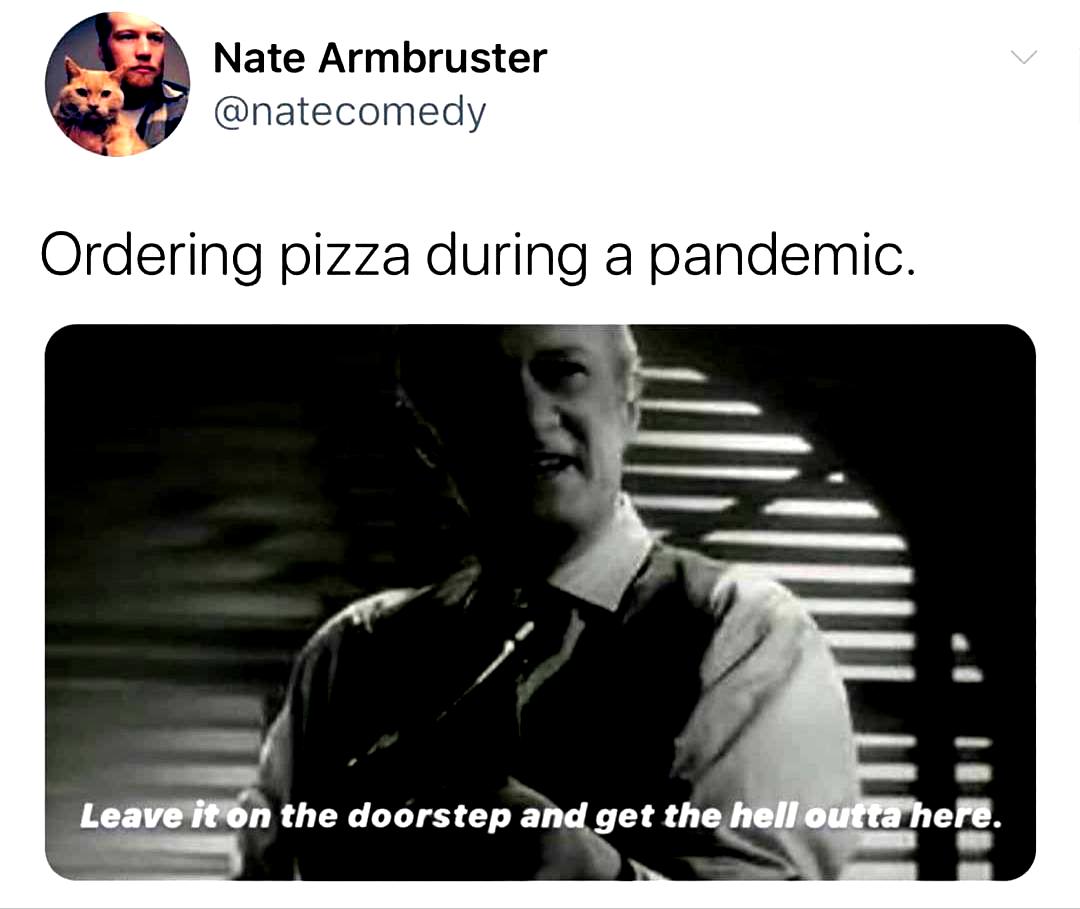 Nate Armbruster
@natecomedy
Ordering pizza during a pandemic.
Leave it on the doorstep and get the hell outta here.